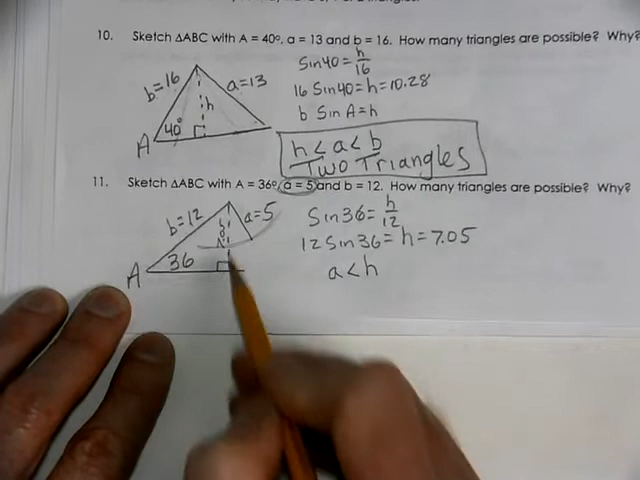 10. Sketch ΔABC with A = 40°, a = 13 and b = 16. How many triangles are possible? Why?
b=16
a=13
h
40°
A
Sin40 = h/16
16 Sin40 = h = 10.28
b Sin A = h
h < a < b
Two Triangles
11. Sketch ΔABC with A = 36°, a = 5 and b = 12. How many triangles are possible? Why?
b=12
a=5
36
A
Sin36 = h/12
12 Sin36 = h = 7.05
a < h